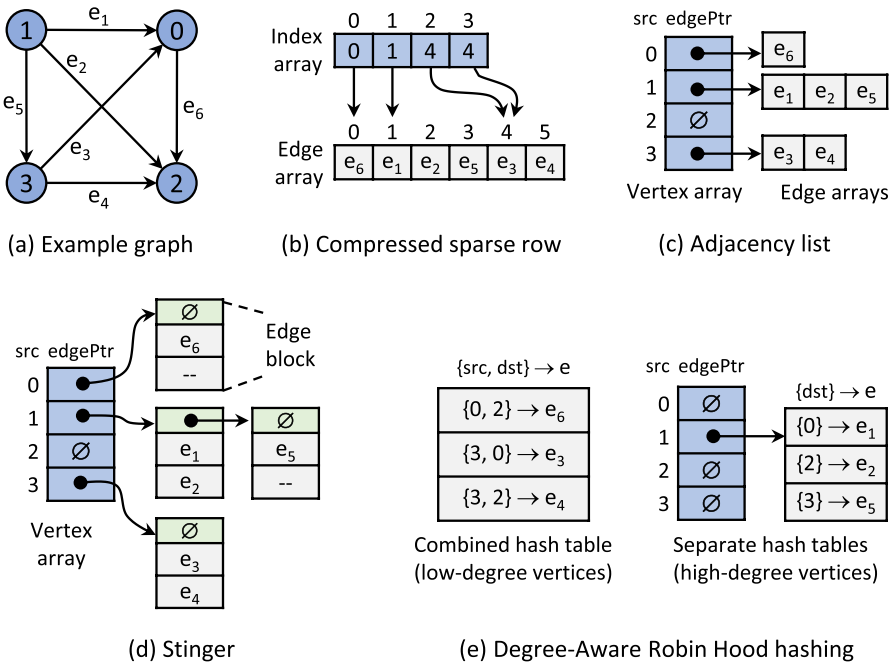 1
e1
0
e2
e5
e6
e3
3
e4
2
(a) Example graph
0 1 2 3
Index array
0 1 4 4
0 1 2 3 4 5
Edge array
e6 e1 e2 e5 e3 e4
(b) Compressed sparse row
src edgePtr
0 e6
1 e1 e2 e5
2 ∅
3 e3 e4
Vertex array Edge arrays
(c) Adjacency list
∅
e6
--
Edge
block
src edgePtr
0
1
2 ∅
3
e1
e2
∅
e5
--
Vertex
array
∅
e3
e4
(d) Stinger
{src, dst} → e
{0, 2} → e6
{3, 0} → e3
{3, 2} → e4
Combined hash table
(low-degree vertices)
src edgePtr
0 ∅
1
2 ∅
3 ∅
{dst} → e
{0} → e1
{2} → e2
{3} → e5
Separate hash tables
(high-degree vertices)
(e) Degree-Aware Robin Hood hashing